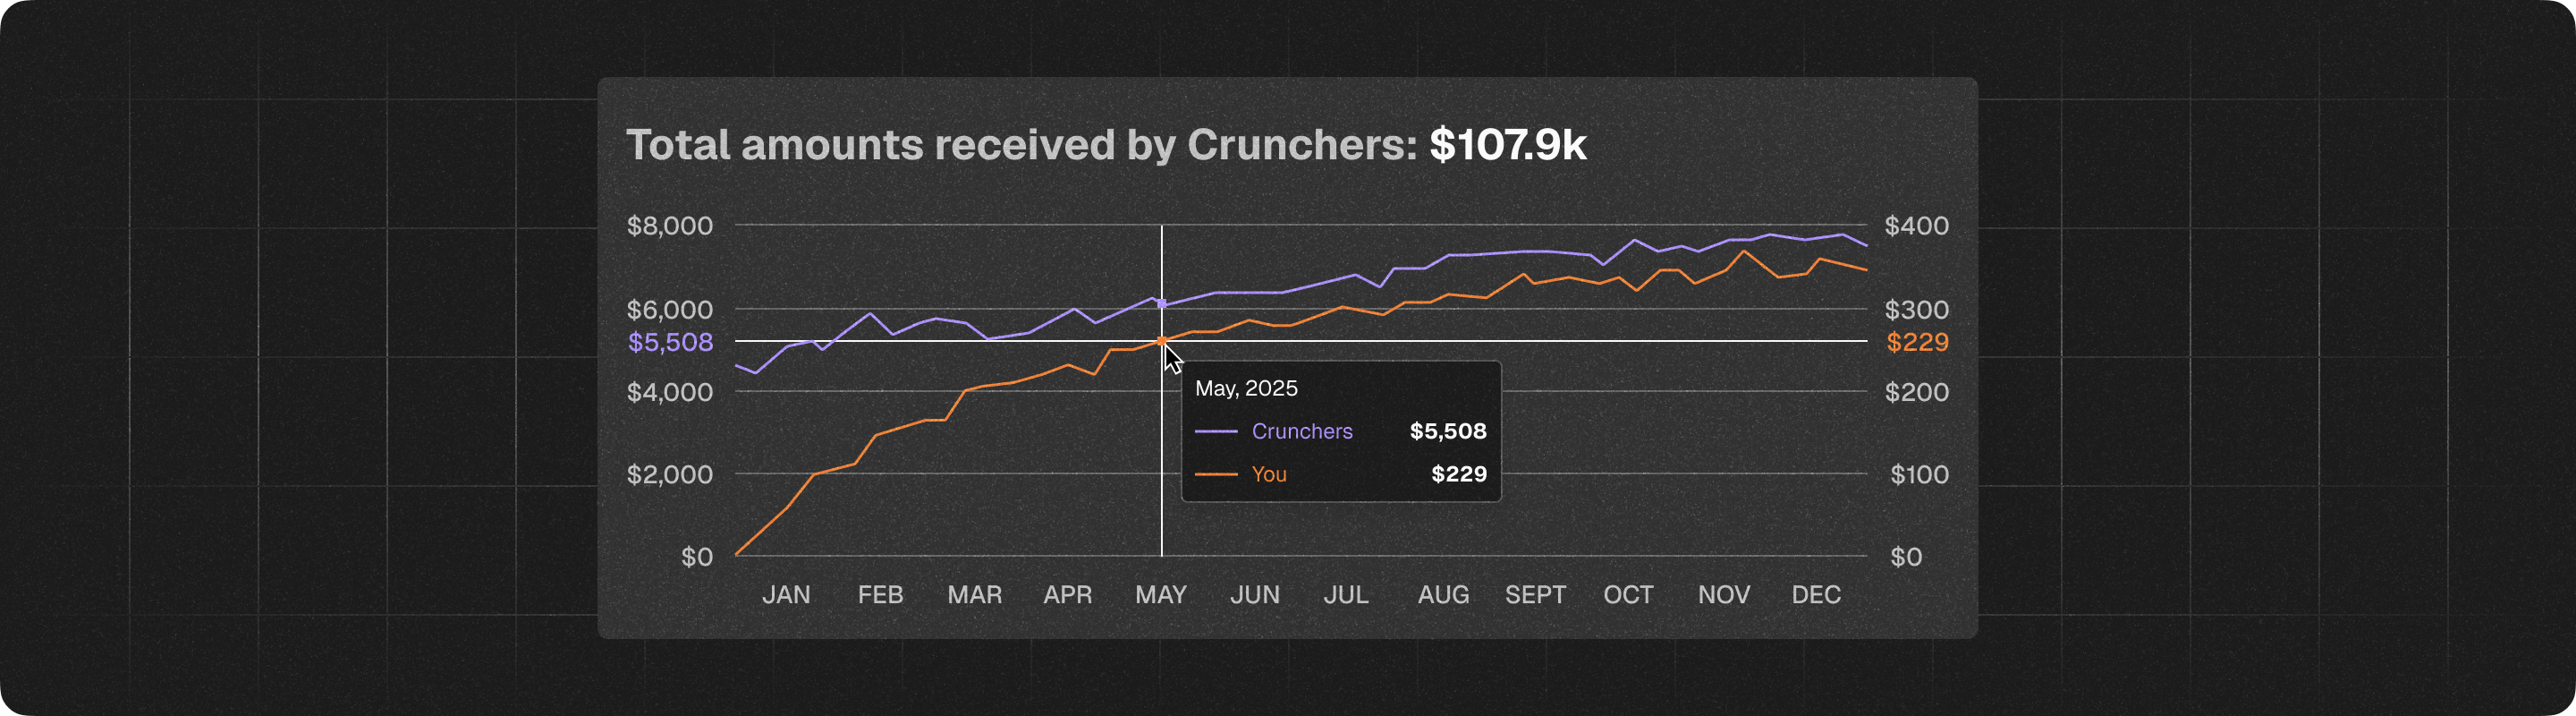 Total amounts received by Crunchers: $107.9k
$8,000 $400
$6,000 $300
$5,508 $229
$4,000 $200
May, 2025
Crunchers $5,508
$2,000 You $229 $100
$0 $0
JAN FEB MAR APR MAY JUN JUL AUG SEPT OCT NOV DEC